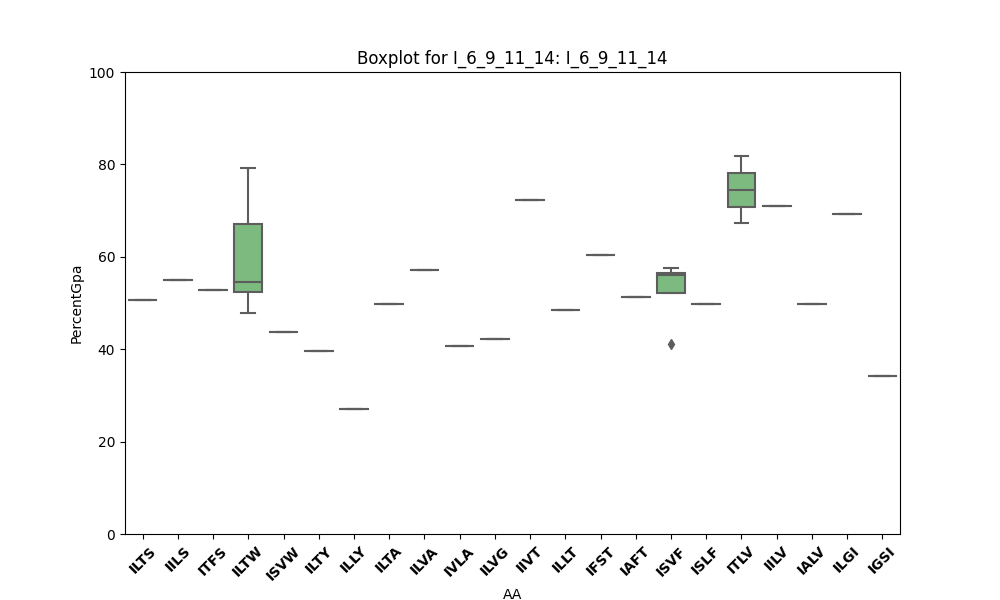 Boxplot for I_6_9_11_14: I_6_9_11_14
100
80
60
40
20
0
PercentGpa
ILTS IILS ITFS ILTW ISVW ILTY ILLY ILTA ILVA IVLA ILVG IIVT ILLT IFST IAFT ISVF ISLF ITLV IILV IALV ILGI IGSI
AA